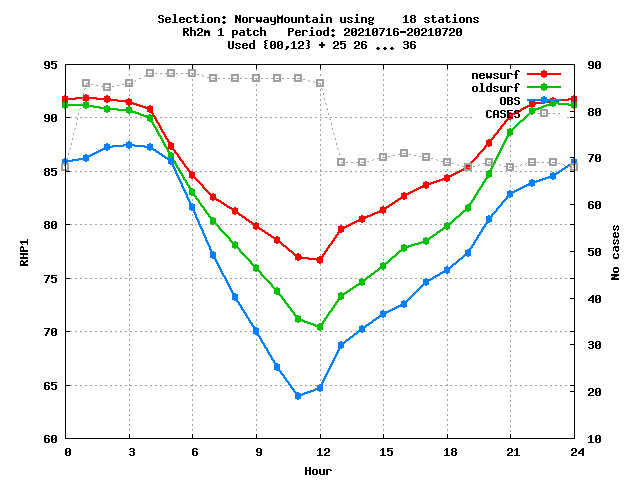 Selection: NorwayMountain using    18 stations
Rh2m 1 patch   Period: 20210716-20210720
Used {00,12} + 25 26 ... 36
95 90
newsurf
oldsurf
OBS
CASES
90 80
85 70
60
80
RHP1 No cases
50
75
40
70
30
65
20
60 10
0 3 6 9 12 15 18 21 24
Hour